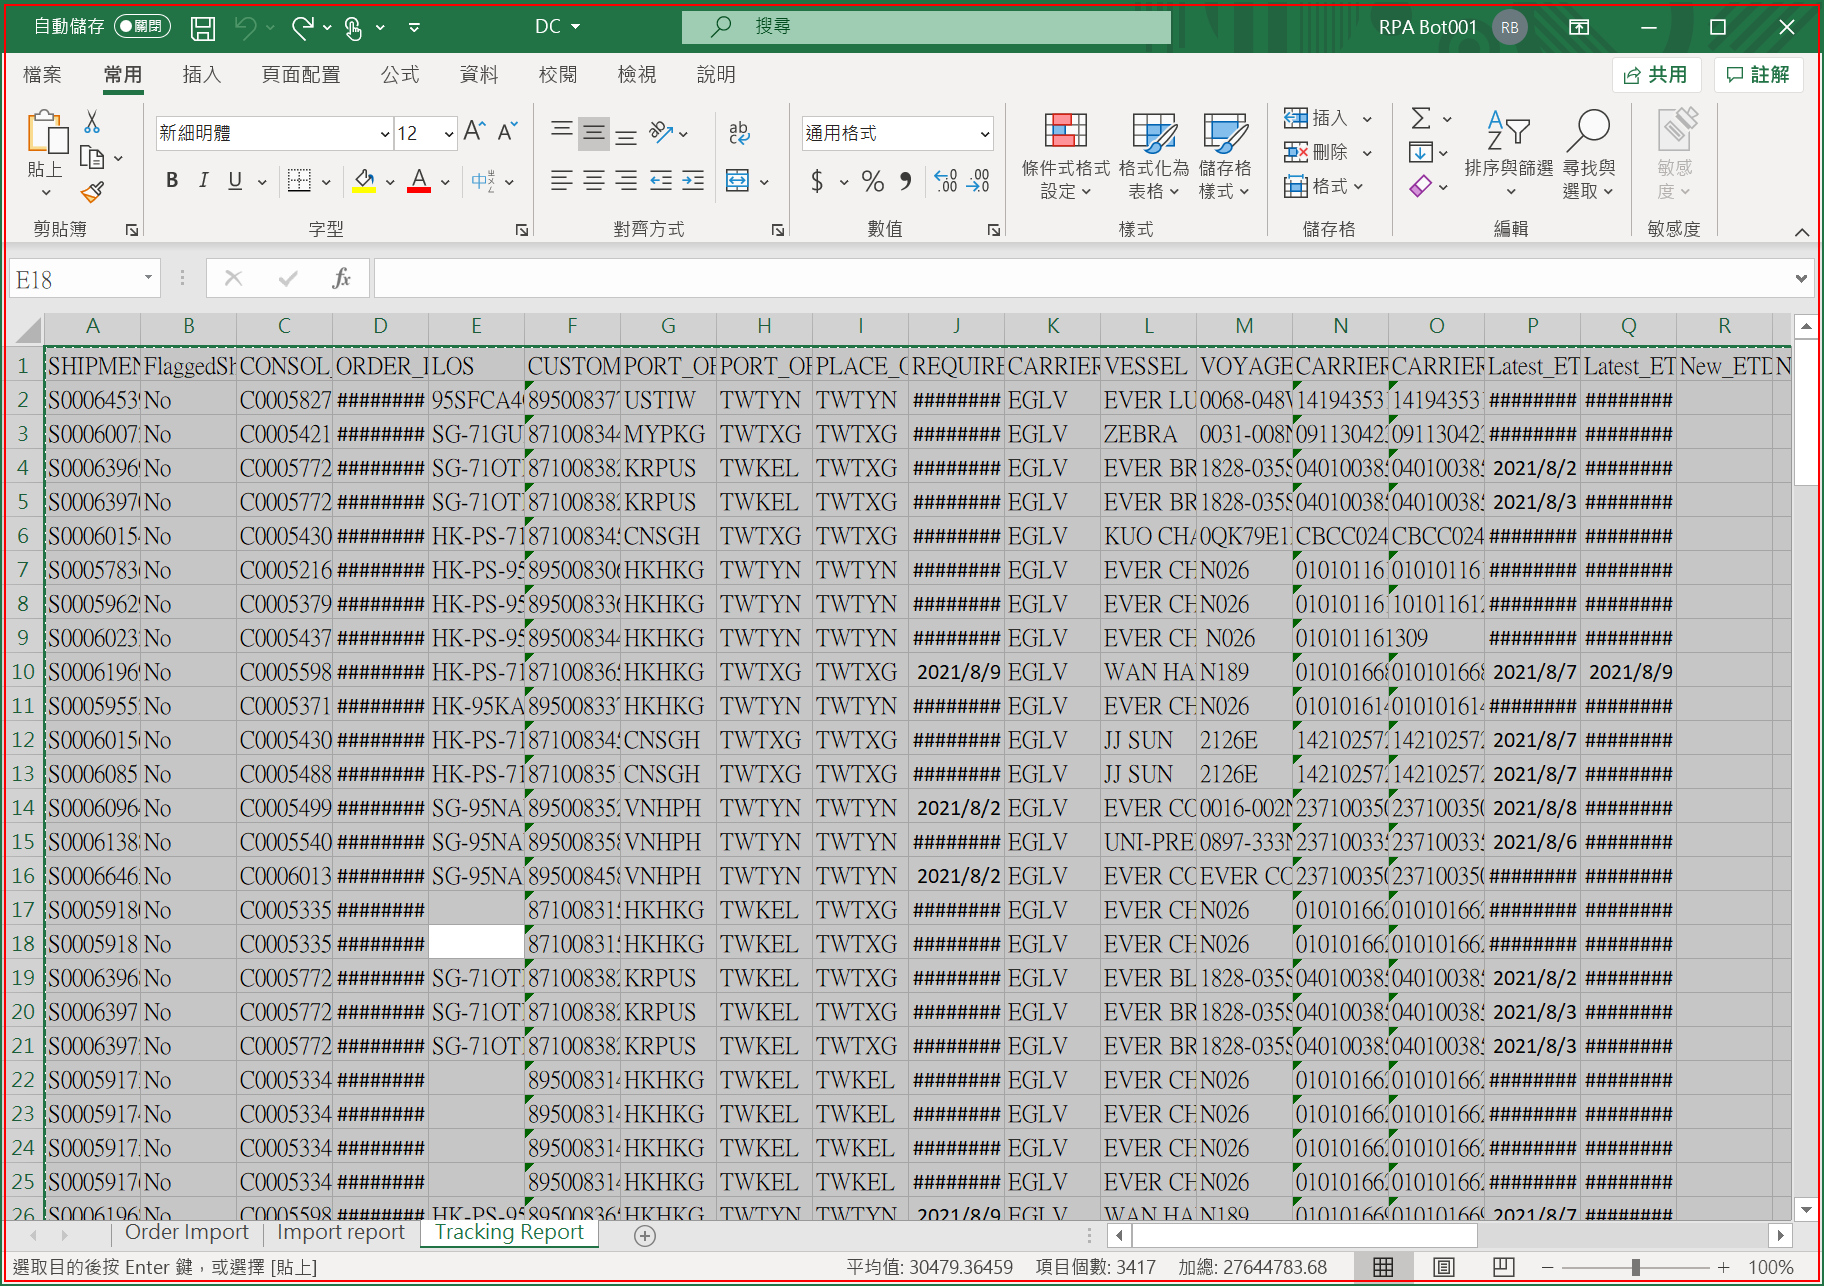 自動儲存 關閉 DC 搜尋 RPA Bot001 RB
檔案 常用 插入 頁面配置 公式 資料 校閱 檢視 說明 共用 註解
新細明體 12 通用格式 插入
貼上 條件式格式 格式化為 儲存格 刪除 排序與篩選 尋找與 敏感
設定 表格 樣式 格式 選取 度
剪貼簿 字型 對齊方式 數值 樣式 儲存格 編輯 敏感度
E18 fx
A B C D E F G H I J K L M N O P Q R
1 SHIPMEN FlaggedSh CONSOL_ ORDER_I LOS CUSTOM PORT_OF PORT_OF PLACE_O REQUIRE CARRIER VESSEL VOYAGE CARRIER CARRIER Latest_ET Latest_ET New_ETD N
2 S0006453 No C0005827 ######## 95SFCA4 89500837 USTIW TWTYN TWTYN ######## EGLV EVER LU 0068-048 14194353 14194353 ######## ########
3 S0006007 No C0005421 ######## SG-71GU 87100834 MYPKG TWTXG TWTXG ######## EGLV ZEBRA 0031-008N 09113042 09113042 ######## ########
4 S0006396 No C0005772 ######## SG-71OT 87100838 KRPUS TWKEL TWTXG ######## EGLV EVER BR 1828-035S 04010038 04010038 2021/8/2 ########
5 S0006397 No C0005772 ######## SG-71OT 87100838 KRPUS TWKEL TWTXG ######## EGLV EVER BR 1828-035S 04010038 04010038 2021/8/3 ########
6 S0006015 No C0005430 ######## HK-PS-71 87100834 CNSGH TWTXG TWTXG ######## EGLV KUO CHA 0QK79E1 CBCC024 CBCC024 ######## ########
7 S0005783 No C0005216 ######## HK-PS-95 89500830 HKHKG TWTYN TWTYN ######## EGLV EVER CH N026 01010116 01010116 ######## ########
8 S0005962 No C0005379 ######## HK-PS-95 89500833 HKHKG TWTYN TWTYN ######## EGLV EVER CH N026 01010116 10101161 ######## ########
9 S0006023 No C0005437 ######## HK-PS-95 89500834 HKHKG TWTYN TWTYN ######## EGLV EVER CH N026 010101161309 ######## ########
10 S0006196 No C0005598 ######## HK-PS-71 87100836 HKHKG TWTXG TWTXG 2021/8/9 EGLV WAN HA N189 01010166 01010166 2021/8/7 2021/8/9
11 S0005955 No C0005371 ######## HK-95KA 89500833 HKHKG TWTYN TWTYN ######## EGLV EVER CH N026 01010161 01010161 ######## ########
12 S0006015 No C0005430 ######## HK-PS-71 87100834 CNSGH TWTXG TWTXG ######## EGLV JJ SUN 2126E 14210257 14210257 2021/8/7 ########
13 S0006085 No C0005488 ######## HK-PS-71 87100835 CNSGH TWTXG TWTXG ######## EGLV JJ SUN 2126E 14210257 14210257 2021/8/7 ########
14 S0006096 No C0005499 ######## SG-95NA 89500835 VNHPH TWTYN TWTYN 2021/8/2 EGLV EVER CO 0016-002N 23710035 23710035 2021/8/8 ########
15 S0006138 No C0005540 ######## SG-95NA 89500835 VNHPH TWTYN TWTYN ######## EGLV UNI-PRE 0897-333N 23710033 23710033 2021/8/6 ########
16 S0006646 No C0006013 ######## SG-95NA 89500845 VNHPH TWTYN TWTYN 2021/8/2 EGLV EVER CO EVER CO 23710035 23710035 ######## ########
17 S0005918 No C0005335 ######## 87100831 HKHKG TWKEL TWTXG ######## EGLV EVER CH N026 01010166 01010166 ######## ########
18 S0005918 No C0005335 ######## 87100831 HKHKG TWKEL TWTXG ######## EGLV EVER CH N026 01010166 01010166 ######## ########
19 S0006396 No C0005772 ######## SG-71OT 87100838 KRPUS TWKEL TWTXG ######## EGLV EVER BL 1828-035S 04010038 04010038 2021/8/2 ########
20 S0006397 No C0005772 ######## SG-71OT 87100838 KRPUS TWKEL TWTXG ######## EGLV EVER BR 1828-035S 04010038 04010038 2021/8/3 ########
21 S0006397 No C0005772 ######## SG-71OT 87100838 KRPUS TWKEL TWTXG ######## EGLV EVER BR 1828-035S 04010038 04010038 2021/8/3 ########
22 S0005917 No C0005334 ######## 89500831 HKHKG TWKEL TWKEL ######## EGLV EVER CH N026 01010166 01010166 ######## ########
23 S0005917 No C0005334 ######## 89500831 HKHKG TWKEL TWKEL ######## EGLV EVER CH N026 01010166 01010166 ######## ########
24 S0005917 No C0005334 ######## 89500831 HKHKG TWKEL TWKEL ######## EGLV EVER CH N026 01010166 01010166 ######## ########
25 S0005917 No C0005334 ######## 89500831 HKHKG TWKEL TWKEL ######## EGLV EVER CH N026 01010166 01010166 ######## ########
26 S0006196 No C0005598 ######## HK-PS-95 89500836 HKHKG TWTYN TWTYN 2021/8/9 EGLV WAN HA N189 01010166 01010166 2021/8/7 ########
Order Import Import report Tracking Report
選取目的後按 Enter 鍵，或選擇 [貼上] 平均值: 30479.36459 項目個數: 3417 加總: 27644783.68 100%